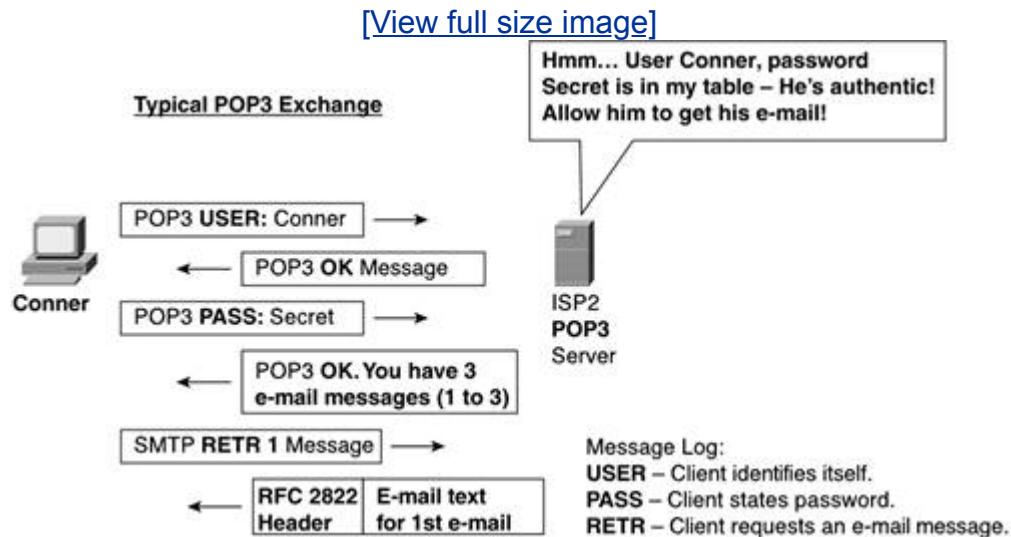 [View full size image]
Hmm... User Conner, password
Secret is in my table – He's authentic!
Allow him to get his e-mail!
Typical POP3 Exchange
POP3 USER: Conner
POP3 OK Message
Conner
POP3 PASS: Secret
ISP2
POP3
Server
POP3 OK. You have 3
e-mail messages (1 to 3)
SMTP RETR 1 Message
RFC 2822
Header
E-mail text
for 1st e-mail
Message Log:
USER – Client identifies itself.
PASS – Client states password.
RETR – Client requests an e-mail message.